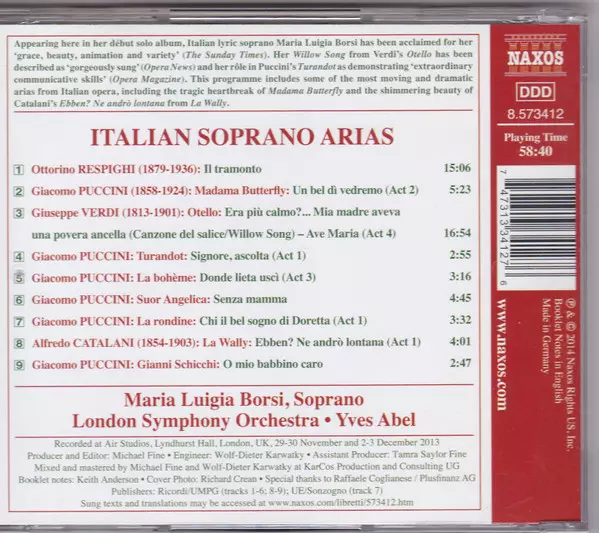 Appearing here in her début solo album, Italian lyric soprano Maria Luigia Borsi has been acclaimed for her
'grace, beauty, animation and variety' (The Sunday Times). Her Willow Song from Verdi's Otello has been
described as 'gorgeously sung' (Opera News) and her rôle in Puccini's Turandot as demonstrating 'extraordinary
communicative skills' (Opera Magazine). This programme includes some of the most moving and dramatic
arias from Italian opera, including the tragic heartbreak of Madama Butterfly and the shimmering beauty of
Catalani's Ebben? Ne andrò lontana from La Wally.
ITALIAN SOPRANO ARIAS
1 Ottorino RESPIGHI (1879-1936): Il tramonto 15:06
2 Giacomo PUCCINI (1858-1924): Madama Butterfly: Un bel dì vedremo (Act 2) 5:23
3 Giuseppe VERDI (1813-1901): Otello: Era più calmo?... Mia madre aveva
una povera ancella (Canzone del salice/Willow Song) – Ave Maria (Act 4) 16:54
4 Giacomo PUCCINI: Turandot: Signore, ascolta (Act 1) 2:55
5 Giacomo PUCCINI: La bohème: Donde lieta uscì (Act 3) 3:16
6 Giacomo PUCCINI: Suor Angelica: Senza mamma 4:45
7 Giacomo PUCCINI: La rondine: Chi il bel sogno di Doretta (Act 1) 3:32
8 Alfredo CATALANI (1854-1903): La Wally: Ebben? Ne andrò lontana (Act 1) 4:01
9 Giacomo PUCCINI: Gianni Schicchi: O mio babbino caro 2:47
Maria Luigia Borsi, Soprano
London Symphony Orchestra • Yves Abel
Recorded at Air Studios, Lyndhurst Hall, London, UK, 29-30 November and 2-3 December 2013
Producer and Editor: Michael Fine • Engineer: Wolf-Dieter Karwatky • Assistant Producer: Tamra Saylor Fine
Mixed and mastered by Michael Fine and Wolf-Dieter Karwatky at KarCos Production and Consulting UG
Booklet notes: Keith Anderson • Cover Photo: Richard Crean • Special thanks to Raffaele Coglianese / Plusfinanz AG
Publishers: Ricordi/UMPG (tracks 1-6; 8-9); UE/Sonzogno (track 7)
Sung texts and translations may be accessed at www.naxos.com/libretti/573412.htm
NAXOS
DDD
8.573412
Playing Time
58:40
7 47313 34127 6
℗ & © 2014 Naxos Rights US, Inc.
Booklet Notes in English
Made in Germany
www.naxos.com